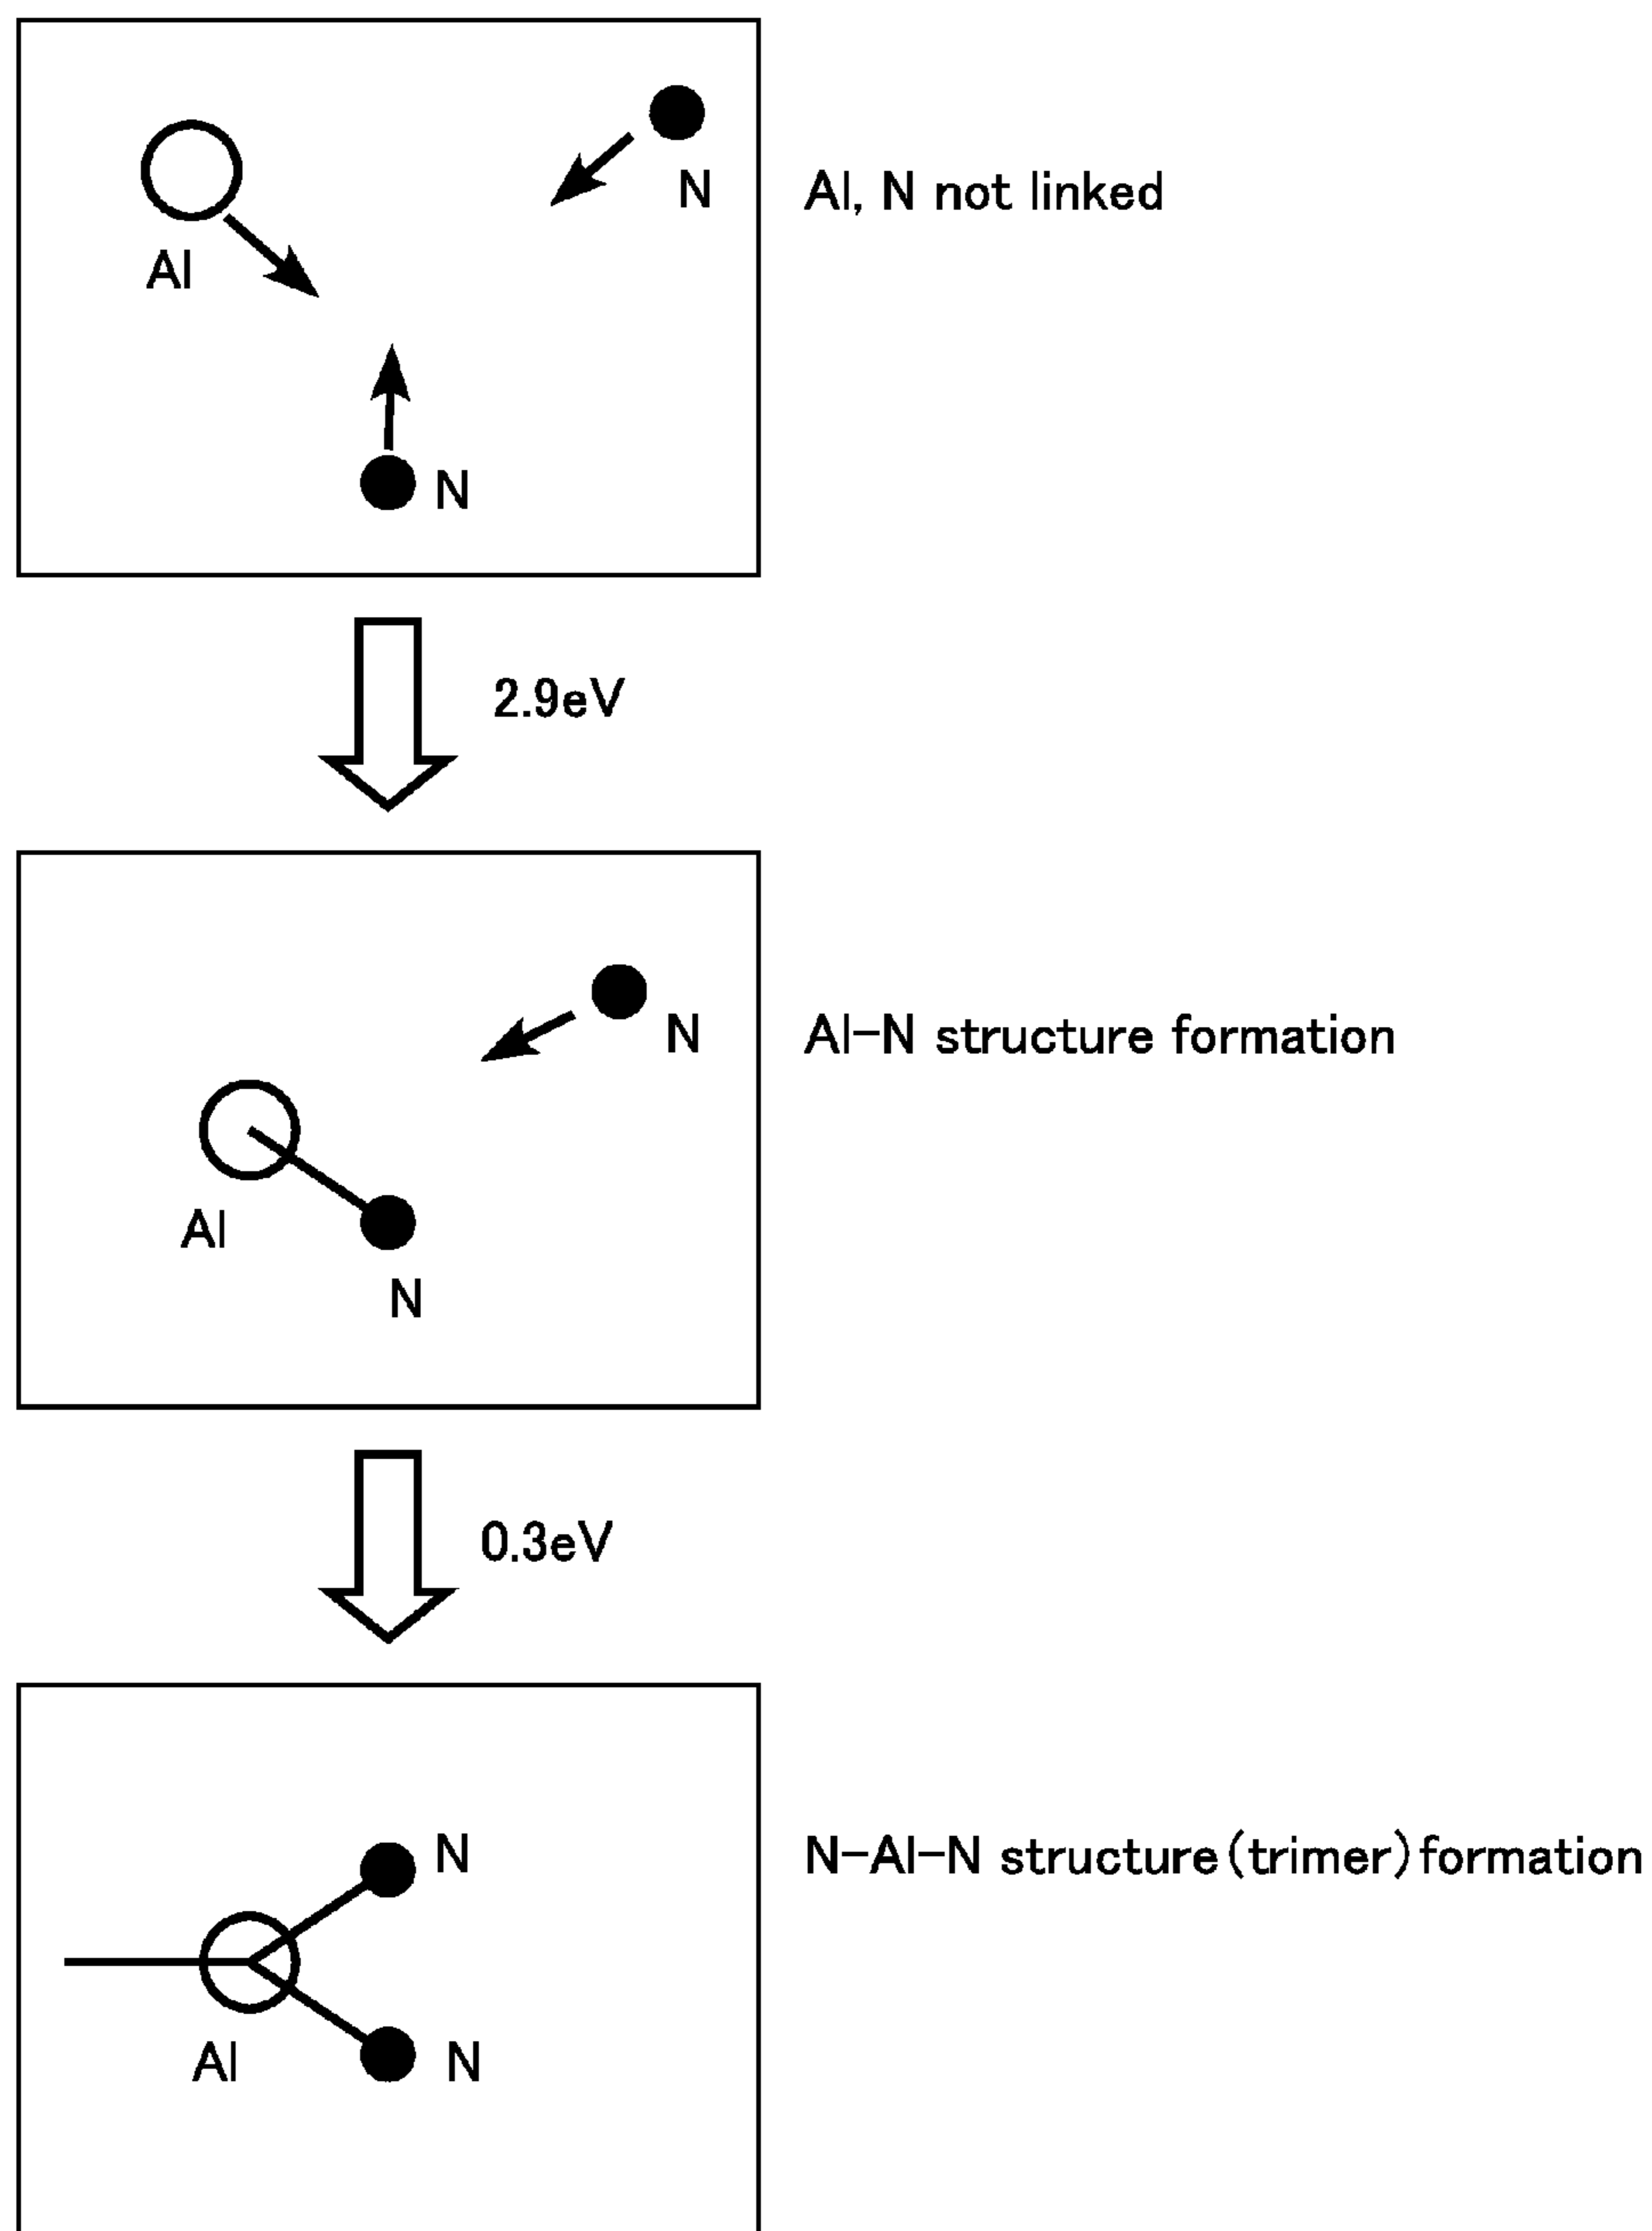 N
Al, N not linked
Al
N
2.9eV
N
Al-N structure formation
Al
N
0.3eV
N
N-Al-N structure(trimer)formation
Al
N